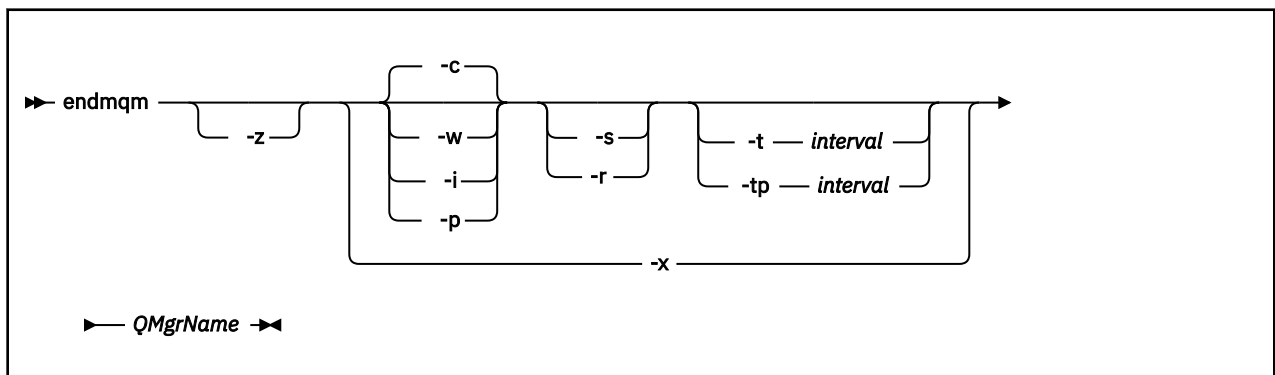 -c
endmqm
-z
-w
-s
-t interval
-i
-r
-tp interval
-p
-x
QMgrName